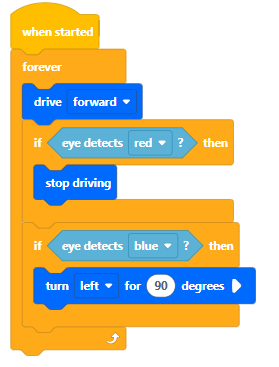 when started
forever
drive forward
if eye detects red ? then
stop driving
if eye detects blue ? then
turn left for 90 degrees